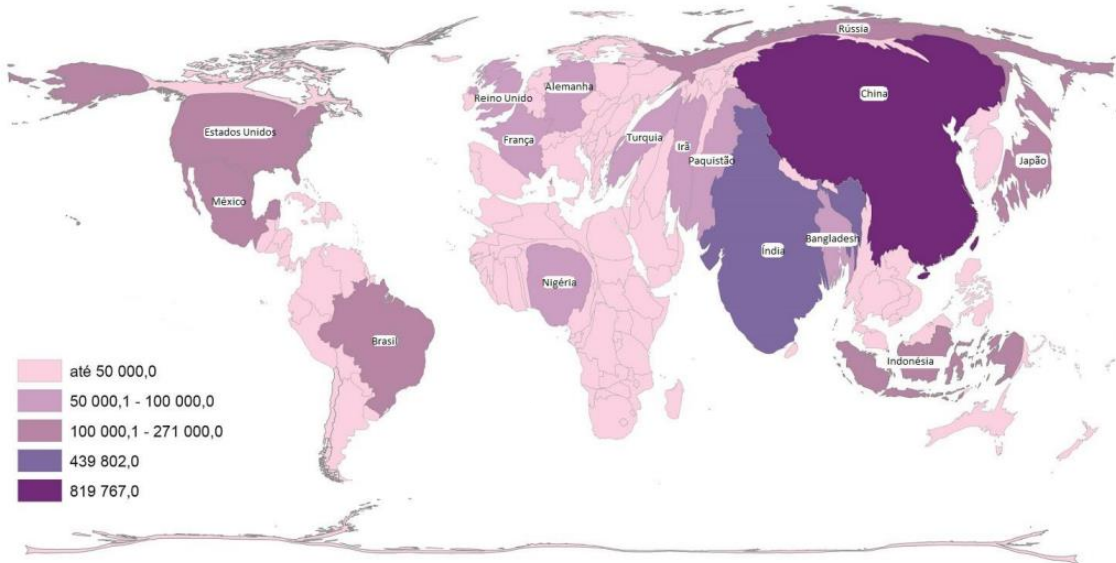 Rússia
Reino Unido
Alemanha
China
Estados Unidos
França
Turquia
Irã
Paquistão
Japão
México
Bangladesh
Índia
Nigéria
Brasil
Indonésia
até 50 000,0
50 000,1 - 100 000,0
100 000,1 - 271 000,0
439 802,0
819 767,0